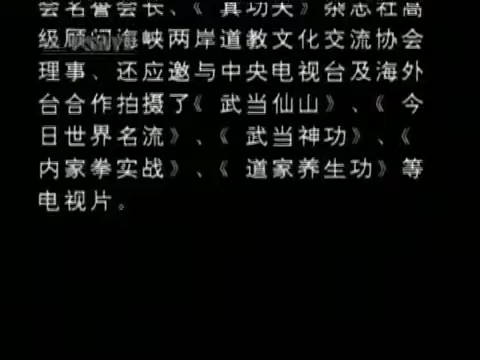 会名誉会长、《真功夫》杂志社高
级顾问海峡两岸道教文化交流协会
理事、还应邀与中央电视台及海外
台合作拍摄了《武当仙山》、《今
日世界名流》、《武当神功》、《
内家拳实战》、《道家养生功》等
电视片。